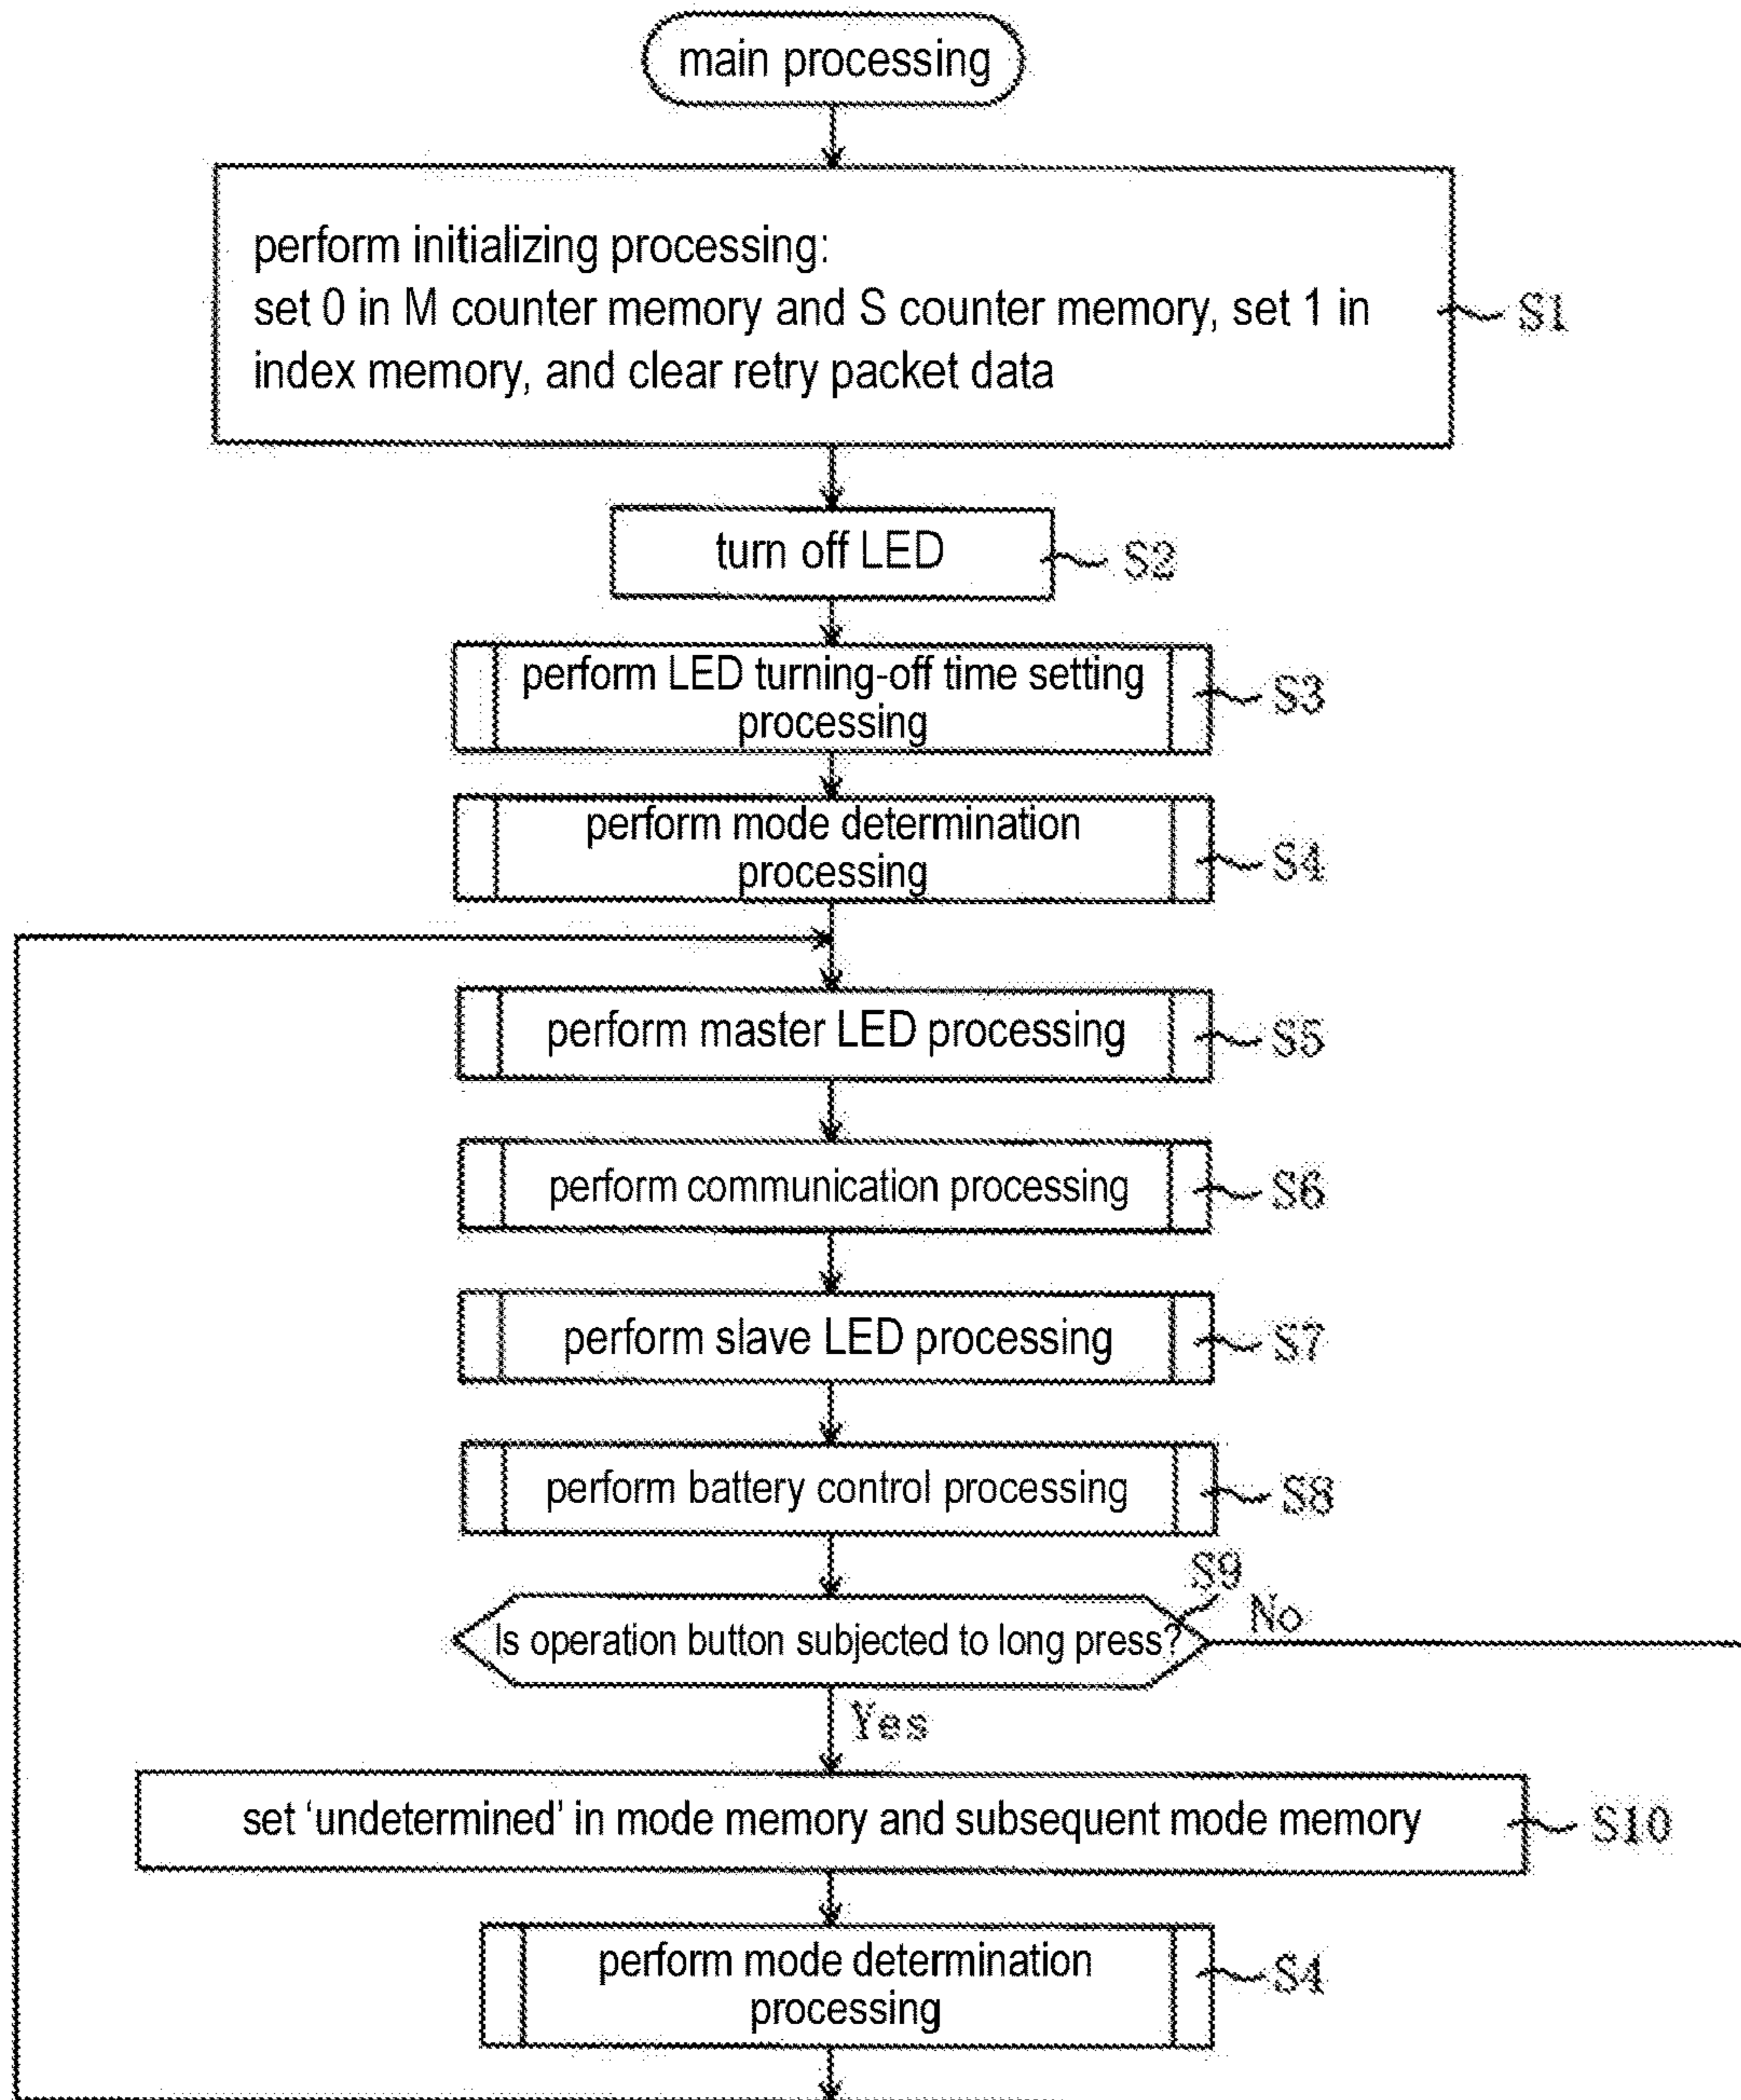 main processing
perform initializing processing:
set 0 in M counter memory and S counter memory, set 1 in
index memory, and clear retry packet data
S1
turn off LED
S2
perform LED turning-off time setting
processing
S3
perform mode determination
processing
S4
perform master LED processing
S5
perform communication processing
S6
perform slave LED processing
S7
perform battery control processing
S8
S9
Is operation button subjected to long press?
No
Yes
set ‘undetermined’ in mode memory and subsequent mode memory
S10
perform mode determination
processing
S4